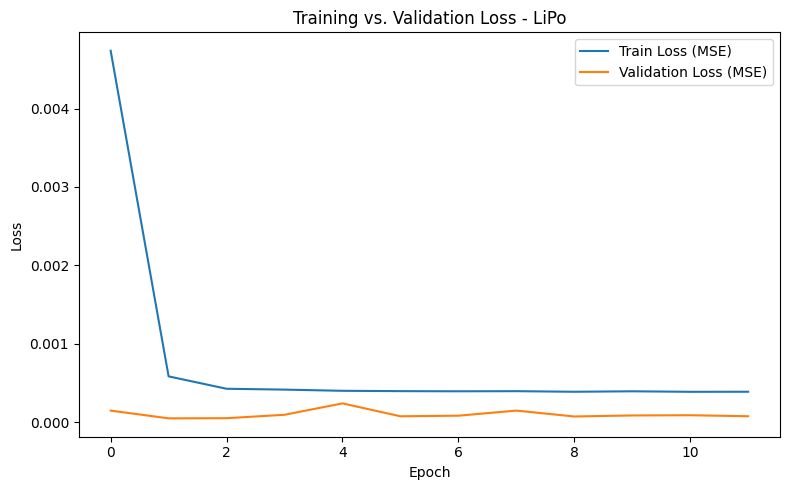 Training vs. Validation Loss - LiPo
Train Loss (MSE)
Validation Loss (MSE)
Loss
0.004
0.003
0.002
0.001
0.000
0 2 4 6 8 10
Epoch